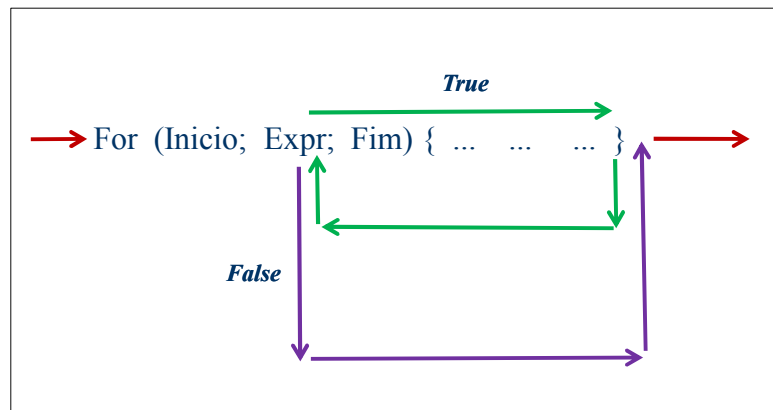 True
For (Inicio; Expr; Fim) { ... ... ... }
False